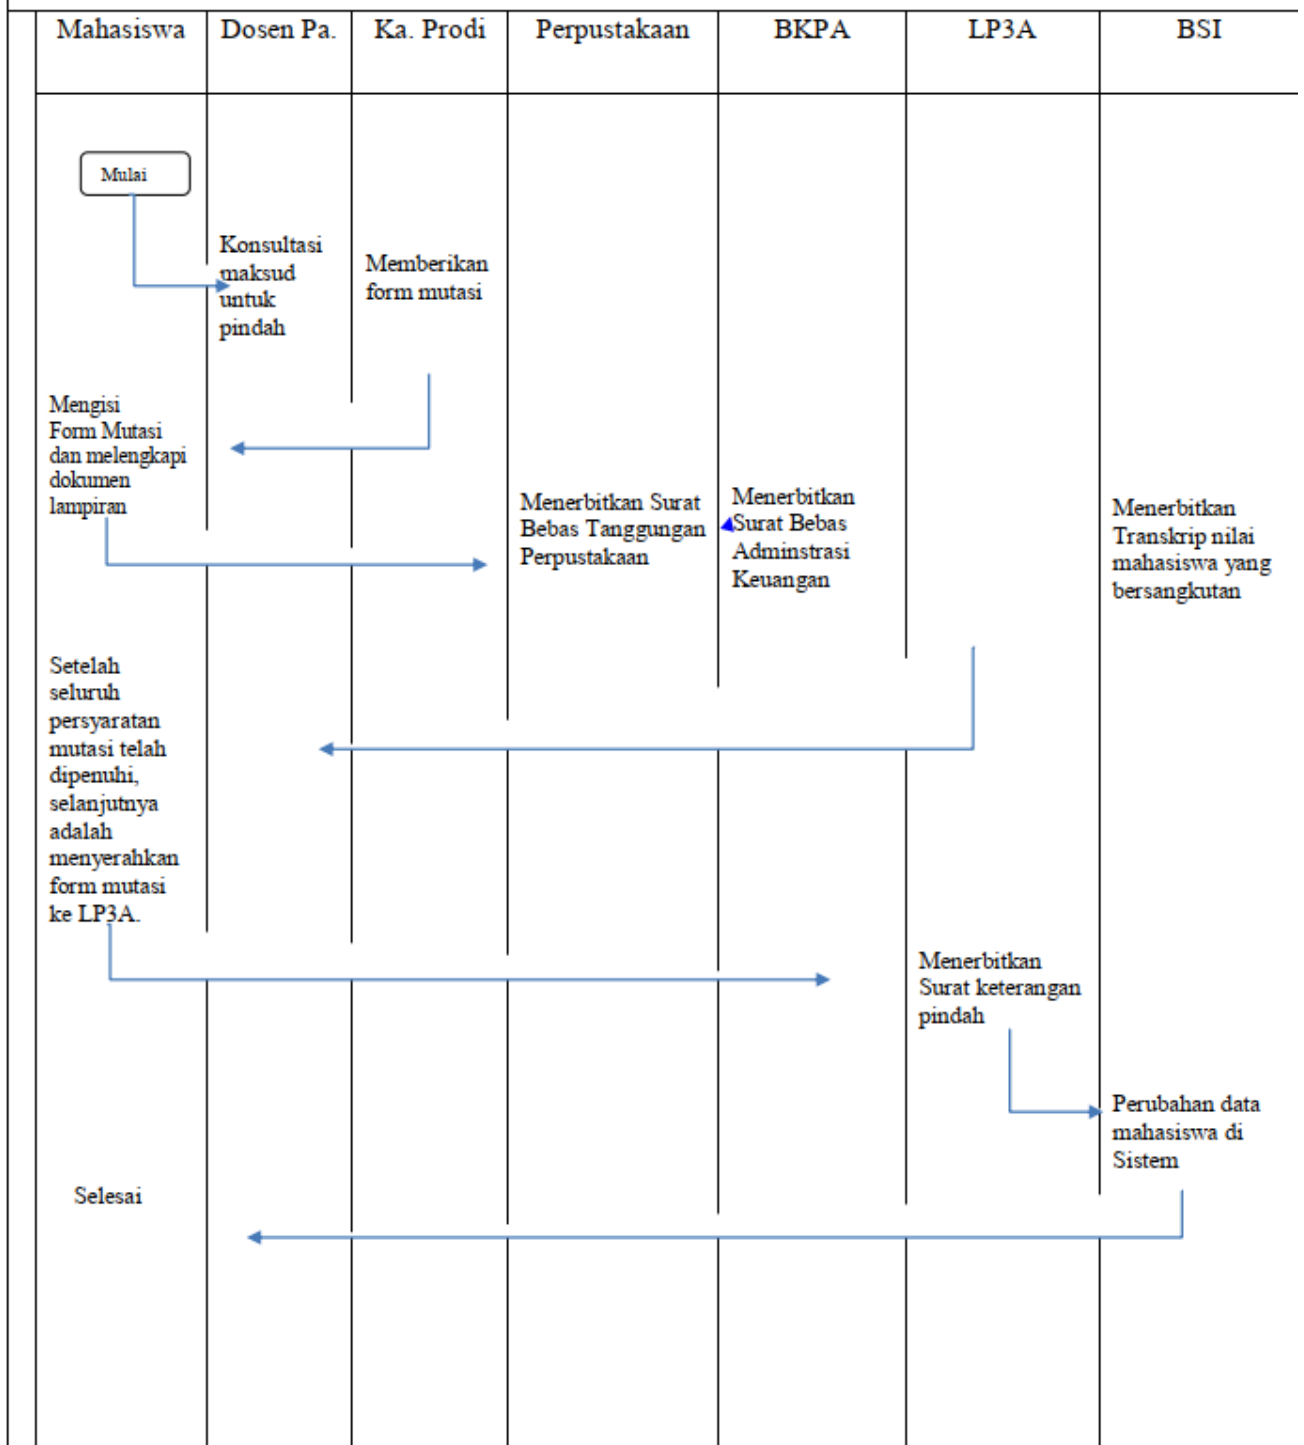 Mahasiswa
Dosen Pa.
Ka. Prodi
Perpustakaan
BKPA
LP3A
BSI
Mulai
Konsultasi
maksud
untuk
pindah
Memberikan
form mutasi
Mengisi
Form Mutasi
dan melengkapi
dokumen
lampiran
Menerbitkan Surat
Bebas Tanggungan
Perpustakaan
Menerbitkan
Surat Bebas
Adminstrasi
Keuangan
Menerbitkan
Transkrip nilai
mahasiswa yang
bersangkutan
Setelah
seluruh
persyaratan
mutasi telah
dipenuhi,
selanjutnya
adalah
menyerahkan
form mutasi
ke LP3A.
Menerbitkan
Surat keterangan
pindah
Perubahan data
mahasiswa di
Sistem
Selesai